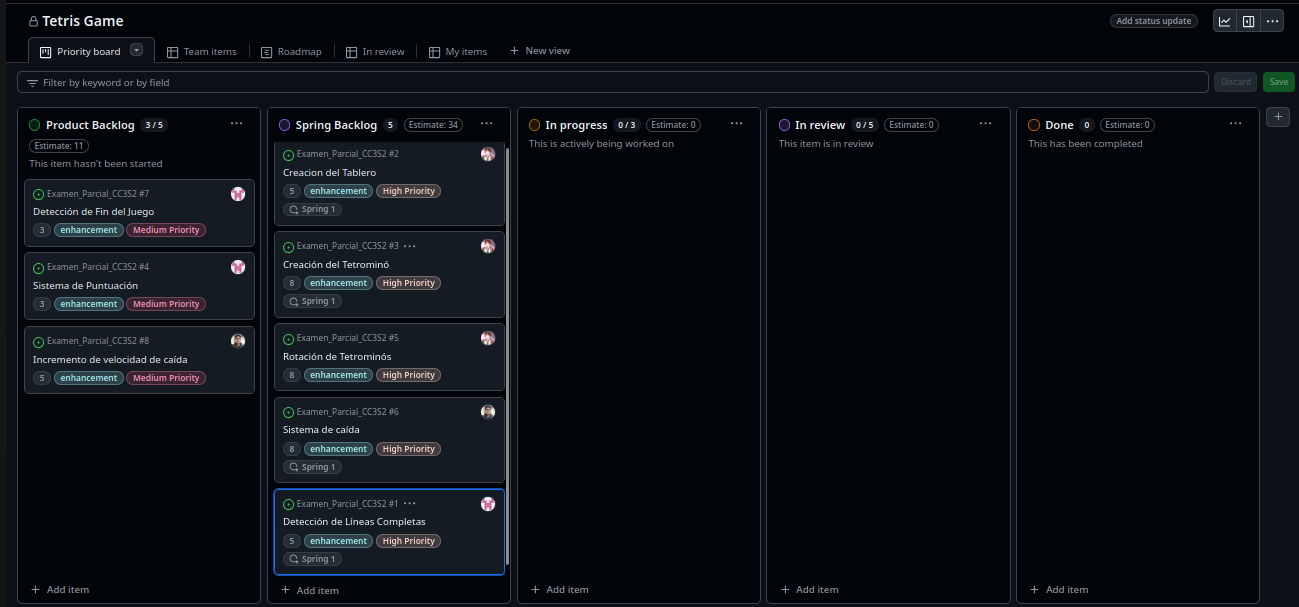 Tetris Game
Add status update
Priority board
Team items
Roadmap
In review
My items
New view
Filter by keyword or by field
Discard
Save
Product Backlog 3 / 5
Estimate: 11
This item hasn't been started
Examen_Parcial_CC3S2 #7
Detección de Fin del Juego
3 enhancement Medium Priority
Examen_Parcial_CC3S2 #4
Sistema de Puntuación
3 enhancement Medium Priority
Examen_Parcial_CC3S2 #8
Incremento de velocidad de caída
5 enhancement Medium Priority
Add item
Spring Backlog 5 Estimate: 34
Examen_Parcial_CC3S2 #2
Creacion del Tablero
5 enhancement High Priority
Spring 1
Examen_Parcial_CC3S2 #3
Creación del Tetrominó
8 enhancement High Priority
Spring 1
Examen_Parcial_CC3S2 #5
Rotación de Tetrominós
8 enhancement High Priority
Examen_Parcial_CC3S2 #6
Sistema de caída
8 enhancement High Priority
Spring 1
Examen_Parcial_CC3S2 #1
Detección de Líneas Completas
5 enhancement High Priority
Spring 1
Add item
In progress 0 / 3 Estimate: 0
This is actively being worked on
Add item
In review 0 / 5 Estimate: 0
This item is in review
Add item
Done 0 Estimate: 0
This has been completed
Add item